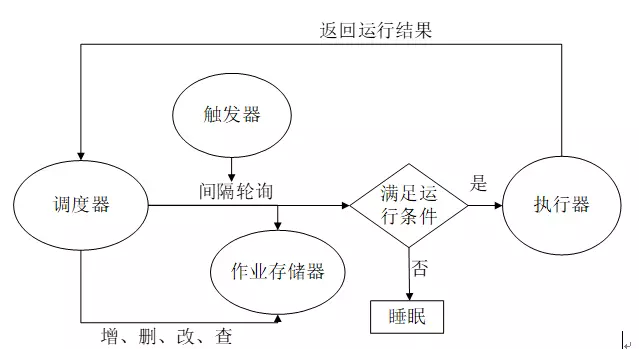 返回运行结果
触发器
调度器
间隔轮询
满足运
行条件
是
执行器
作业存储器
否
睡眠
增、删、改、查